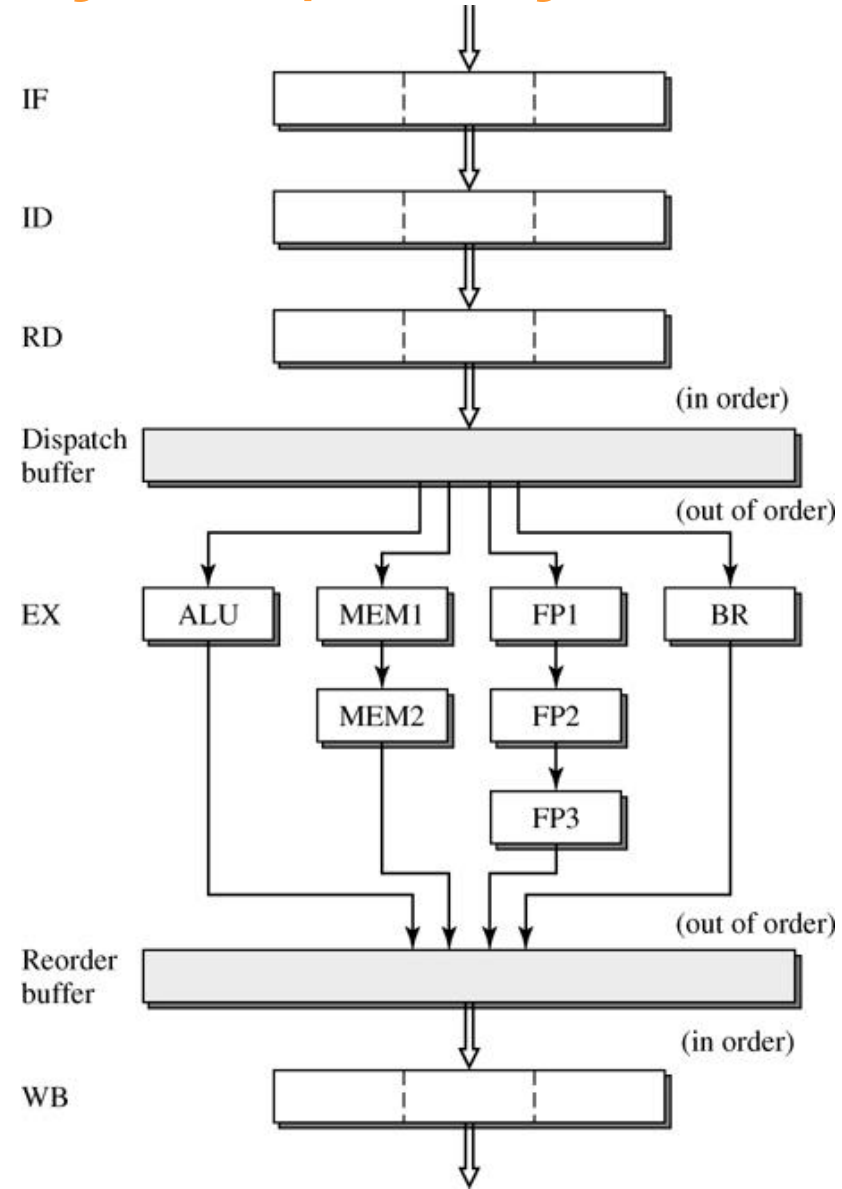 IF
ID
RD
(in order)
Dispatch
buffer
(out of order)
EX
ALU
MEM1
FP1
BR
MEM2
FP2
FP3
(out of order)
Reorder
buffer
(in order)
WB